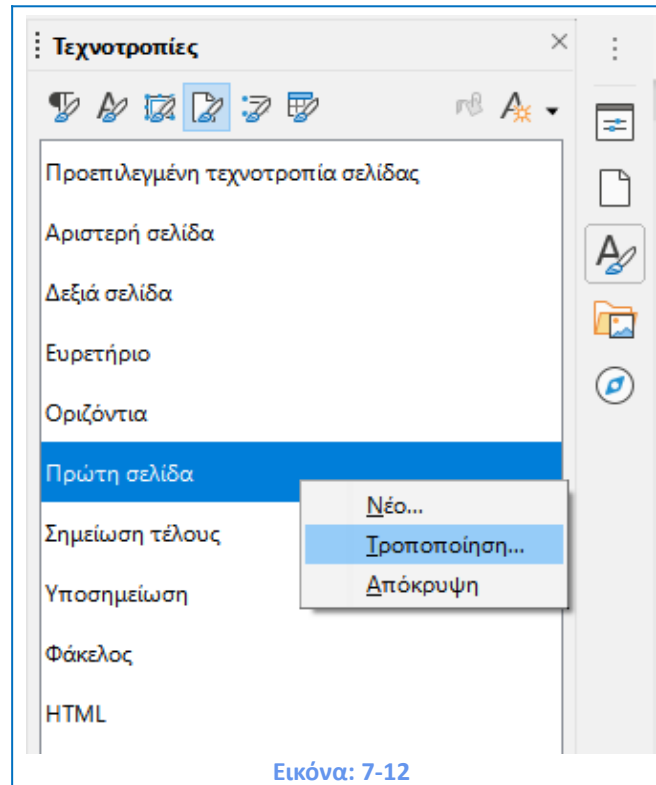 Τεχνοτροπίες
Προεπιλεγμένη τεχνοτροπία σελίδας
Αριστερή σελίδα
Δεξιά σελίδα
Ευρετήριο
Οριζόντια
Πρώτη σελίδα
Νέο...
Τροποποίηση...
Απόκρυψη
Σημείωση τέλους
Υποσημείωση
Φάκελος
HTML
Εικόνα: 7-12